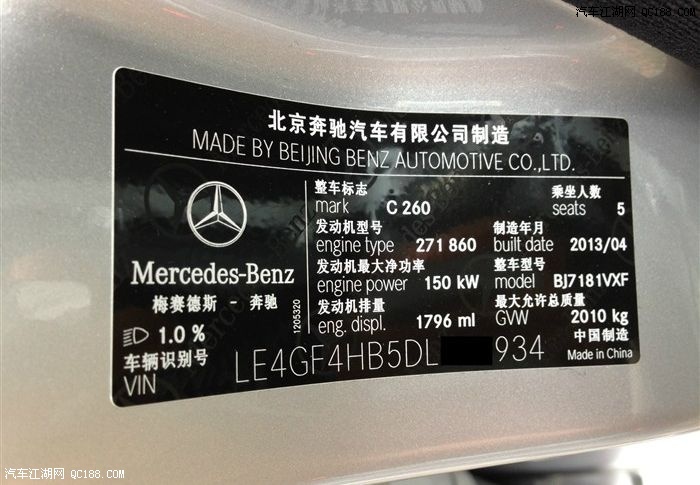 汽车江湖网 QC188.COM
北京奔驰汽车有限公司制造
MADE BY BEIJING BENZ AUTOMOTIVE CO.,LTD.
整车标志 乘坐人数
mark C 260 seats 5
发动机型号 制造年月
engine type 271 860 built date 2013/04
发动机最大净功率 整车型号
engine power 150 kW model BJ7181VXF
发动机排量 最大允许总质量
eng. displ. 1796 ml GVW 2010 kg
Mercedes-Benz
梅赛德斯 - 奔驰
1205320
1.0 %
中国制造
Made in China
车辆识别号
VIN LE4GF4HB5DL 934
汽车江湖网 QC188.COM